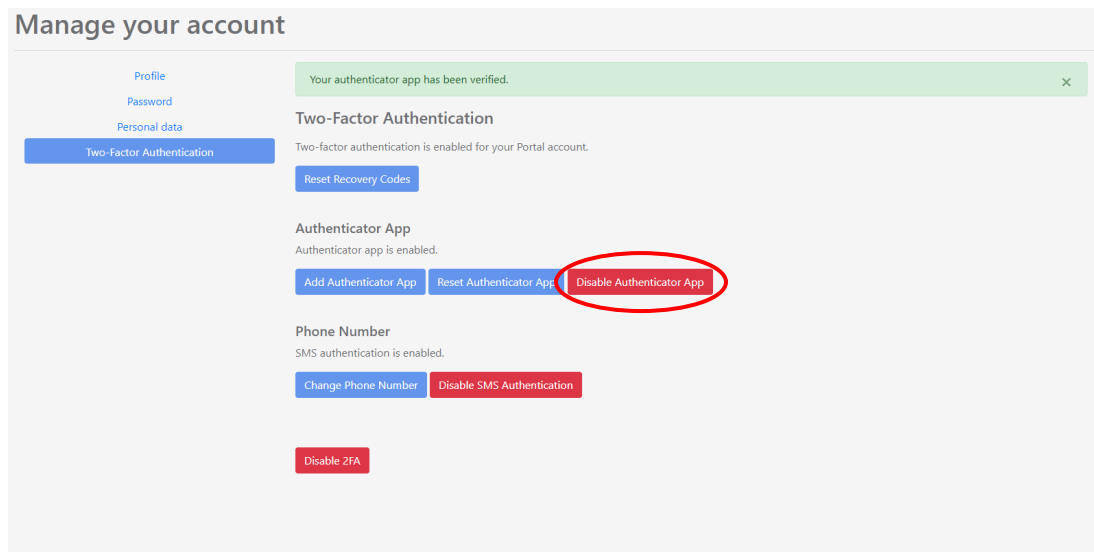 Manage your account
Profile
Password
Personal data
Two-Factor Authentication
Your authenticator app has been verified. ×
Two-Factor Authentication
Two-factor authentication is enabled for your Portal account.
Reset Recovery Codes
Authenticator App
Authenticator app is enabled.
Add Authenticator App Reset Authenticator App Disable Authenticator App
Phone Number
SMS authentication is enabled.
Change Phone Number Disable SMS Authentication
Disable 2FA